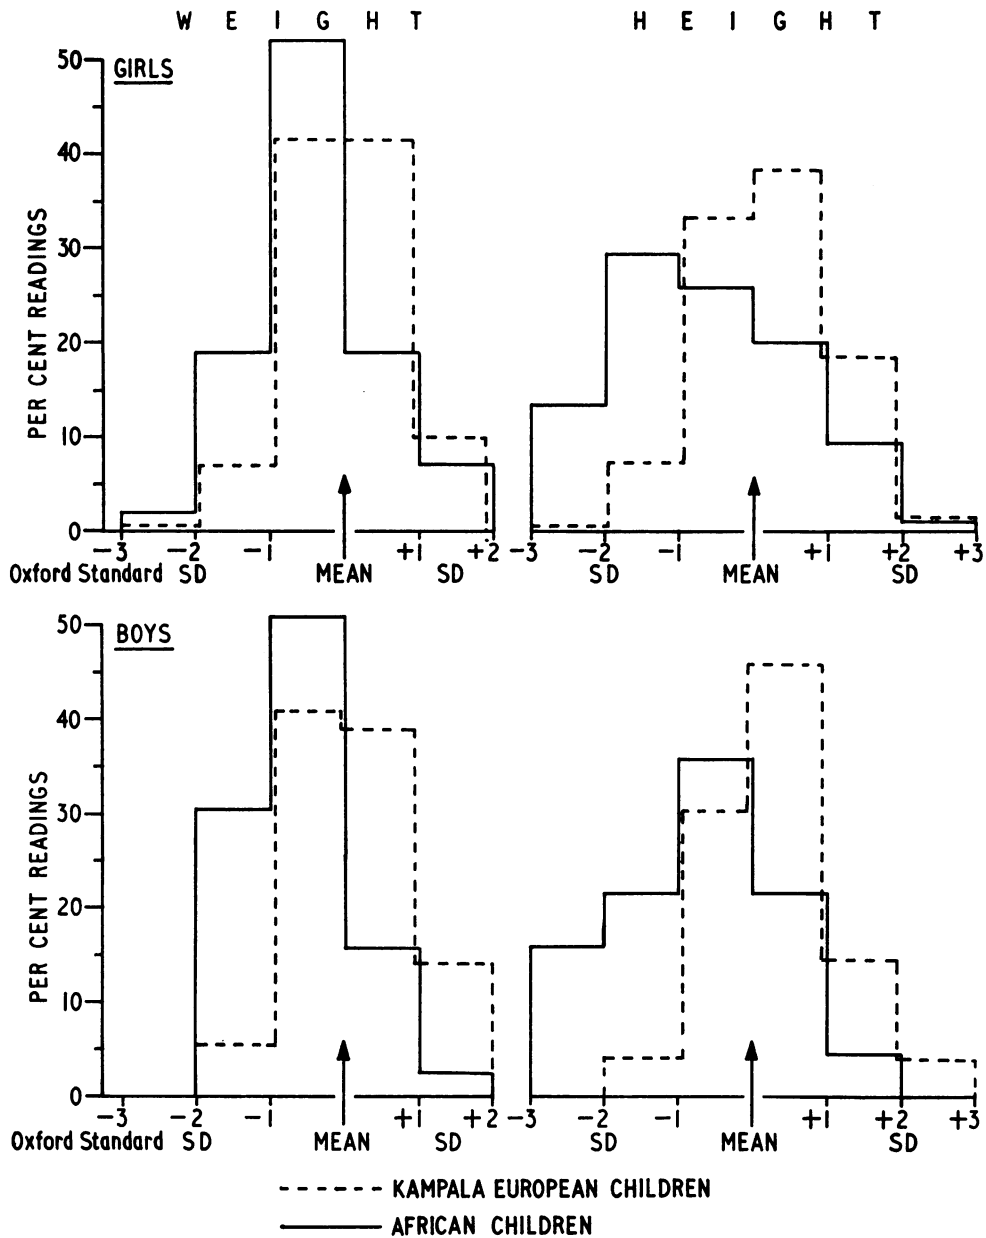 WEIGHT HEIGHT
GIRLS
PER CENT READINGS
50
40
30
20
10
0
-3 -2 -1 +1 +2 -3 -2 -1 +1 +2 +3
Oxford Standard SD MEAN SD SD MEAN SD
BOYS
PER CENT READINGS
50
40
30
20
10
0
-3 -2 -1 +1 +2 -3 -2 -1 +1 +2 +3
Oxford Standard SD MEAN SD SD MEAN SD
KAMPALA EUROPEAN CHILDREN
AFRICAN CHILDREN